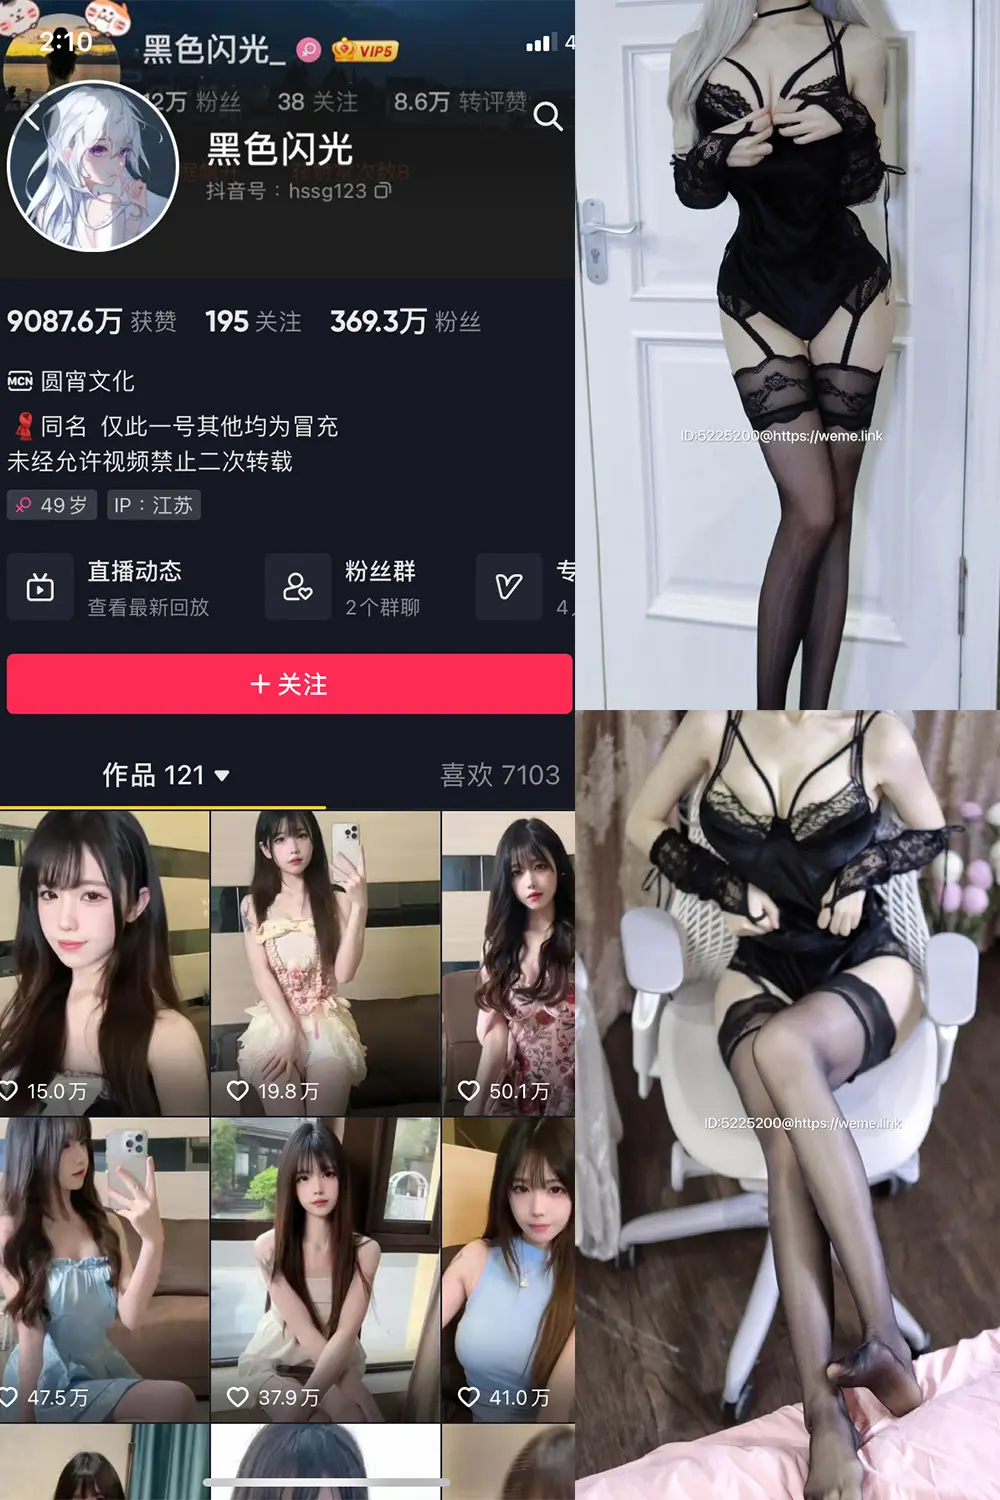 2:10
黑色闪光_
VIP5
4
12万 粉丝 38 关注 8.6万 转评赞
黑色闪光
抖音号：hssg123
9087.6万 获赞 195 关注 369.3万 粉丝
MCN 圆宵文化
同名 仅此一号其他均为冒充
未经允许视频禁止二次转载
49岁 IP：江苏
直播动态
查看最新回放
粉丝群
2个群聊
专
4
+ 关注
作品 121
喜欢 7103
15.0万
19.8万
50.1万
47.5万
37.9万
41.0万
ID:5225200@https://weme.link
ID:5225200@https://weme.link